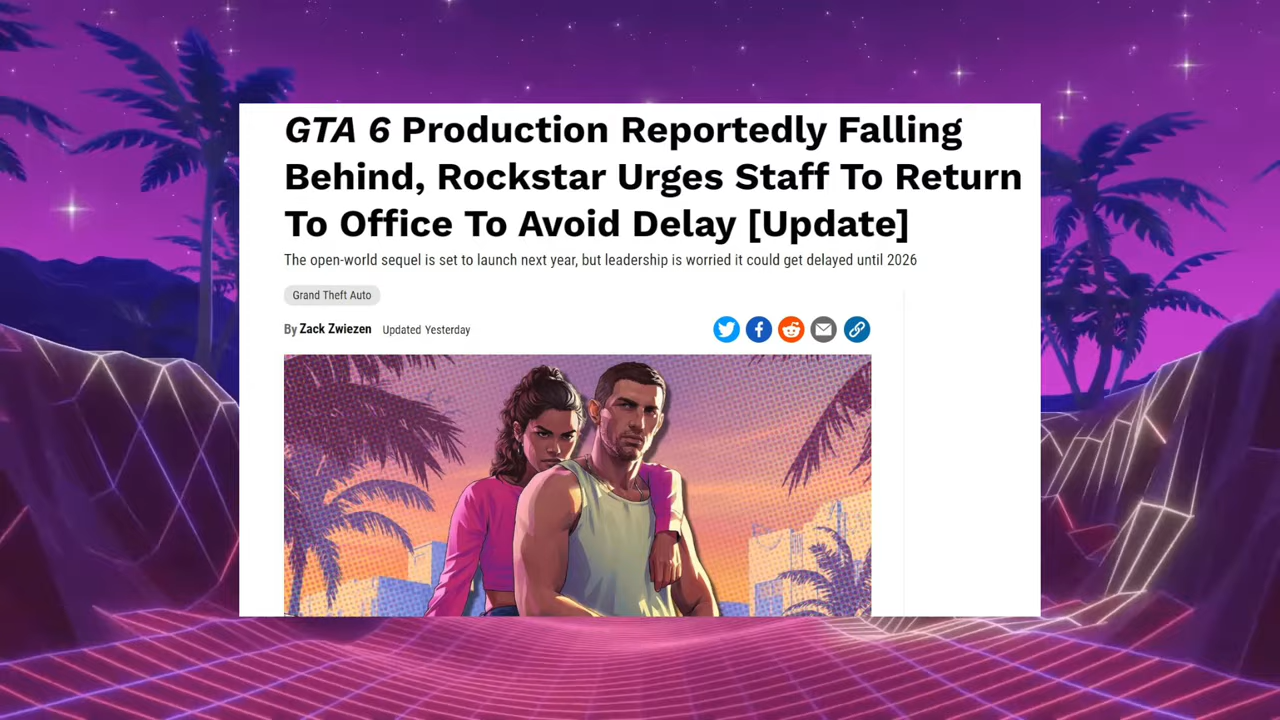 GTA 6 Production Reportedly Falling
Behind, Rockstar Urges Staff To Return
To Office To Avoid Delay [Update]
The open-world sequel is set to launch next year, but leadership is worried it could get delayed until 2026
Grand Theft Auto
By Zack Zwiezen Updated Yesterday